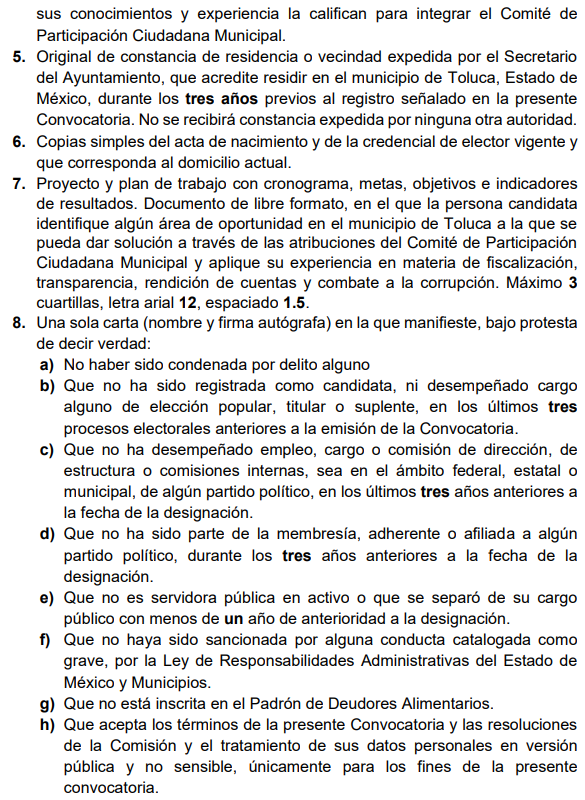 sus conocimientos y experiencia la califican para integrar el Comité de
Participación Ciudadana Municipal.
5. Original de constancia de residencia o vecindad expedida por el Secretario
del Ayuntamiento, que acredite residir en el municipio de Toluca, Estado de
México, durante los tres años previos al registro señalado en la presente
Convocatoria. No se recibirá constancia expedida por ninguna otra autoridad.
6. Copias simples del acta de nacimiento y de la credencial de elector vigente y
que corresponda al domicilio actual.
7. Proyecto y plan de trabajo con cronograma, metas, objetivos e indicadores
de resultados. Documento de libre formato, en el que la persona candidata
identifique algún área de oportunidad en el municipio de Toluca a la que se
pueda dar solución a través de las atribuciones del Comité de Participación
Ciudadana Municipal y aplique su experiencia en materia de fiscalización,
transparencia, rendición de cuentas y combate a la corrupción. Máximo 3
cuartillas, letra arial 12, espaciado 1.5.
8. Una sola carta (nombre y firma autógrafa) en la que manifieste, bajo protesta
de decir verdad:
a) No haber sido condenada por delito alguno
b) Que no ha sido registrada como candidata, ni desempeñado cargo
alguno de elección popular, titular o suplente, en los últimos tres
procesos electorales anteriores a la emisión de la Convocatoria.
c) Que no ha desempeñado empleo, cargo o comisión de dirección, de
estructura o comisiones internas, sea en el ámbito federal, estatal o
municipal, de algún partido político, en los últimos tres años anteriores a
la fecha de la designación.
d) Que no ha sido parte de la membresía, adherente o afiliada a algún
partido político, durante los tres años anteriores a la fecha de la
designación.
e) Que no es servidora pública en activo o que se separó de su cargo
público con menos de un año de anterioridad a la designación.
f) Que no haya sido sancionada por alguna conducta catalogada como
grave, por la Ley de Responsabilidades Administrativas del Estado de
México y Municipios.
g) Que no está inscrita en el Padrón de Deudores Alimentarios.
h) Que acepta los términos de la presente Convocatoria y las resoluciones
de la Comisión y el tratamiento de sus datos personales en versión
pública y no sensible, únicamente para los fines de la presente
convocatoria.